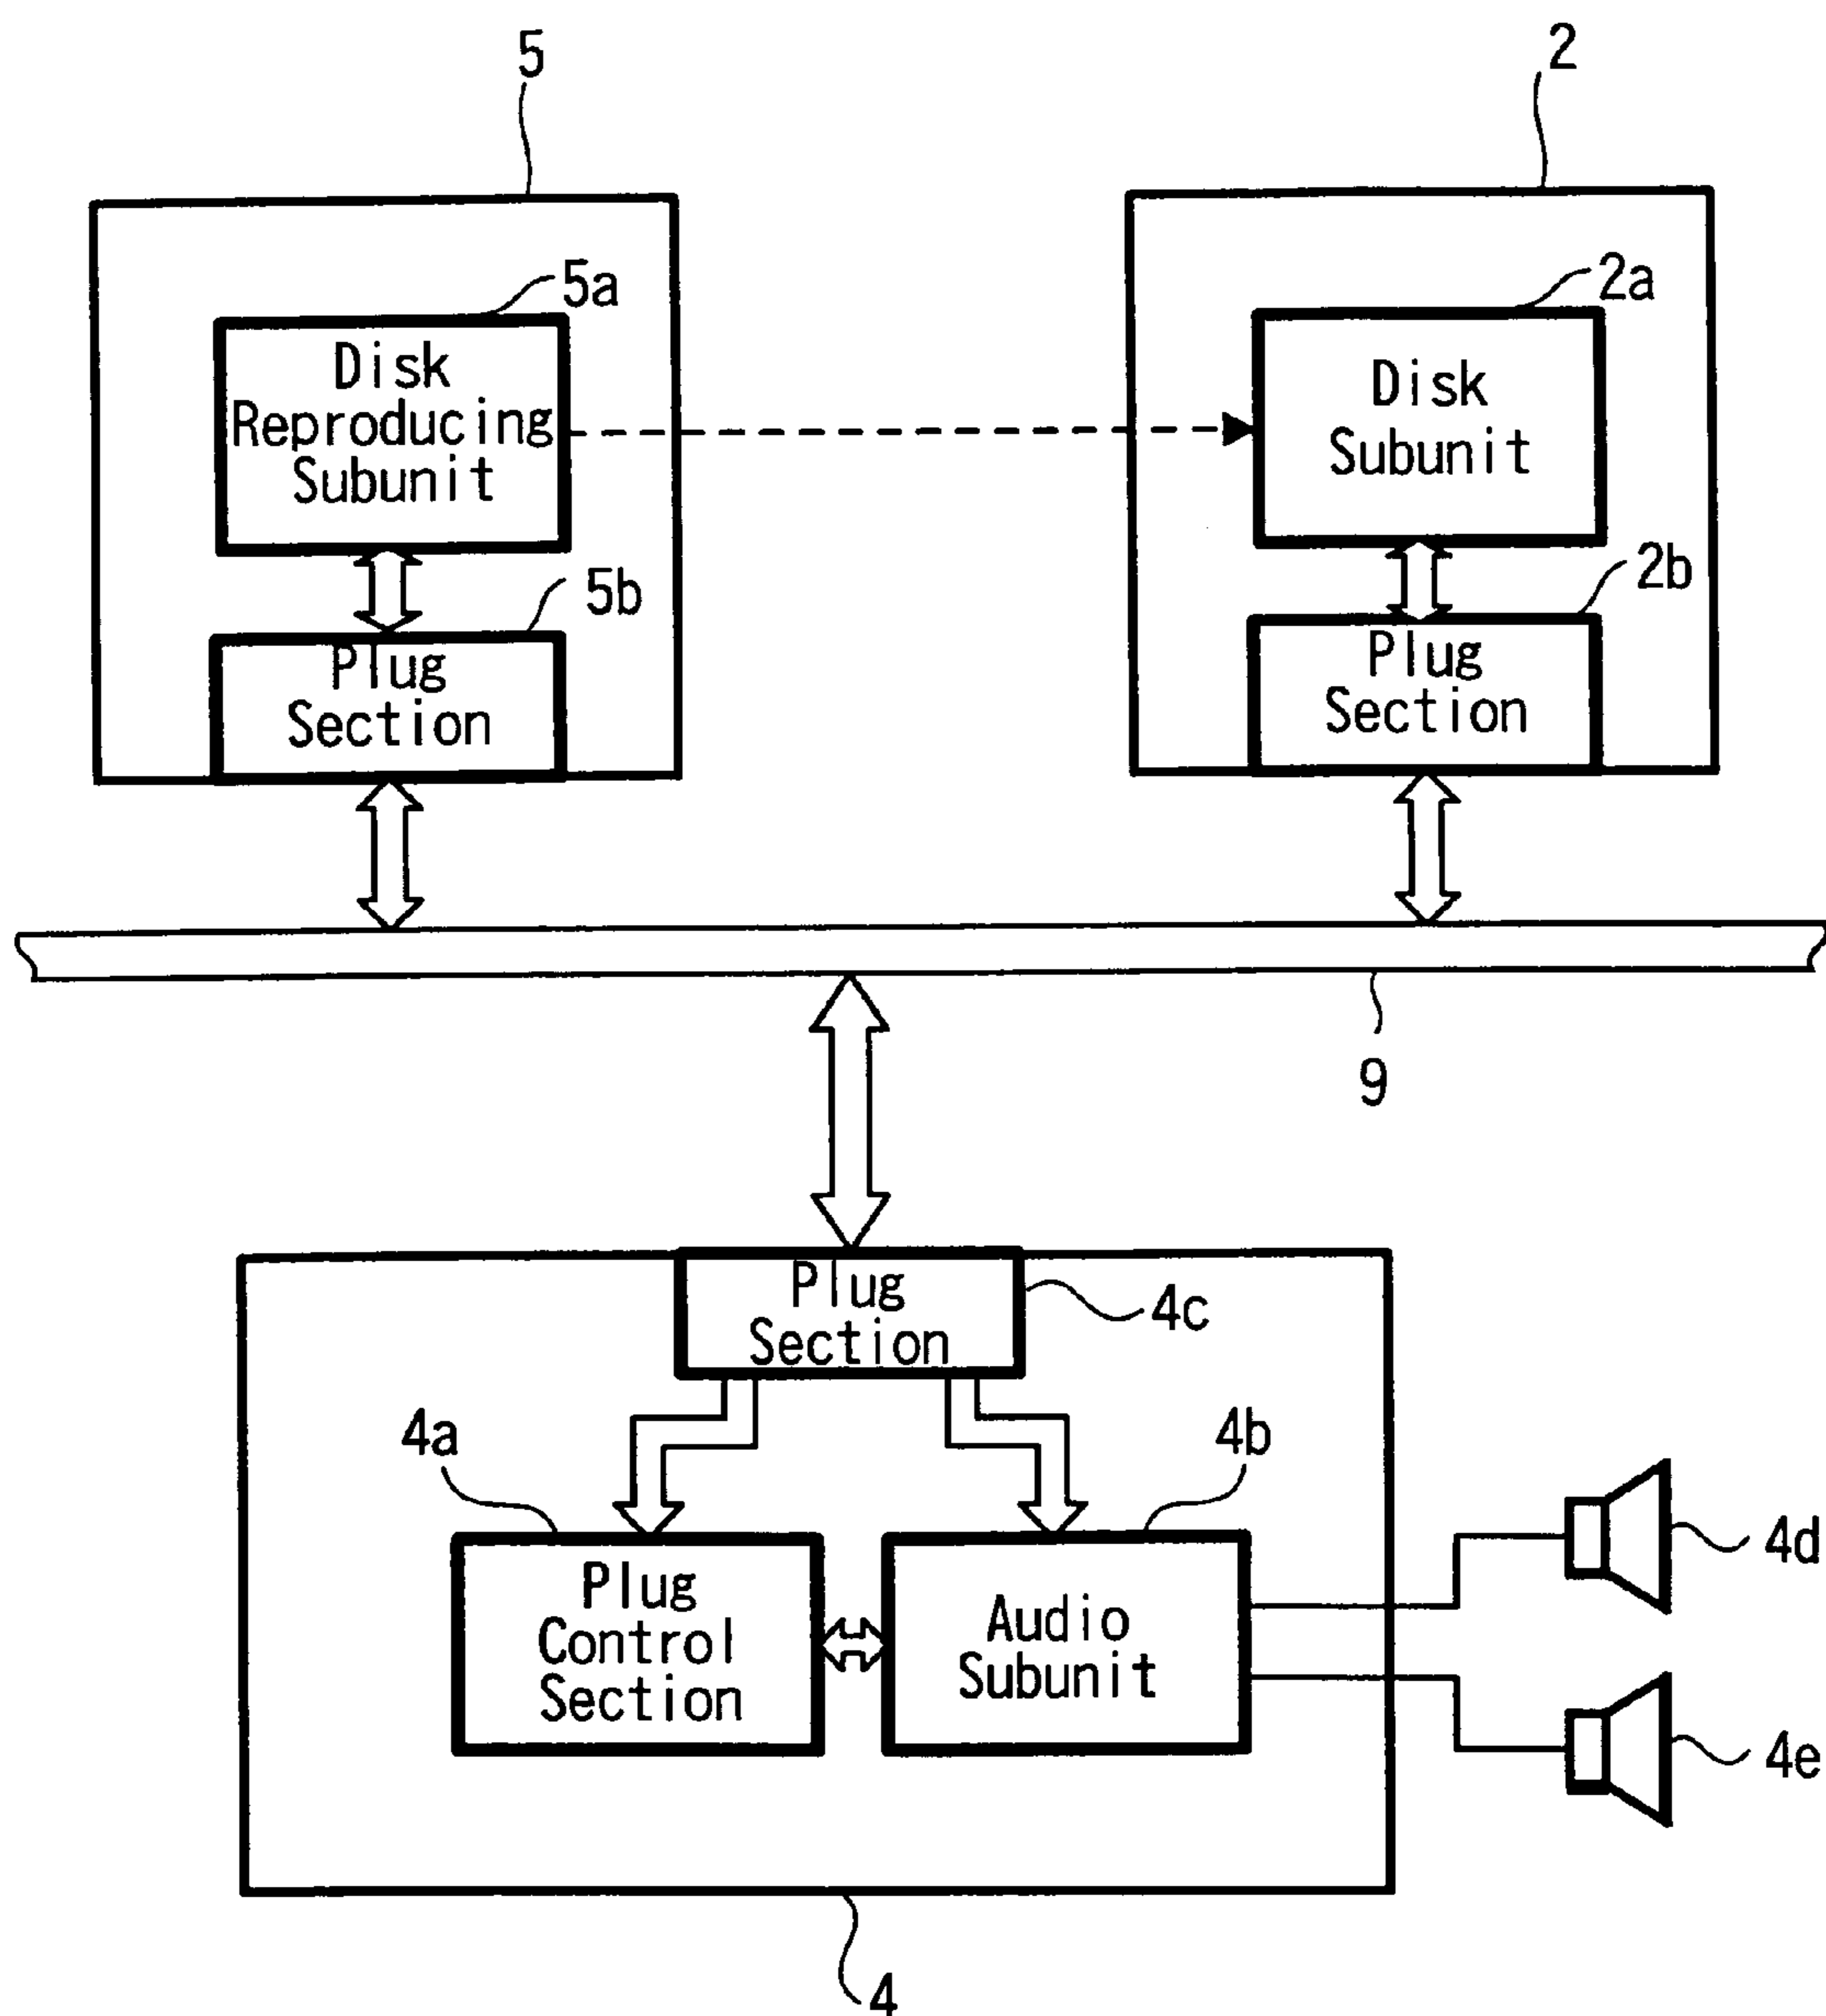 5
2
5a
2a
Disk
Reproducing
Subunit
Disk
Subunit
5b
2b
Plug
Section
Plug
Section
9
Plug
Section
4c
4a
4b
Plug
Control
Section
Audio
Subunit
4d
4e
4